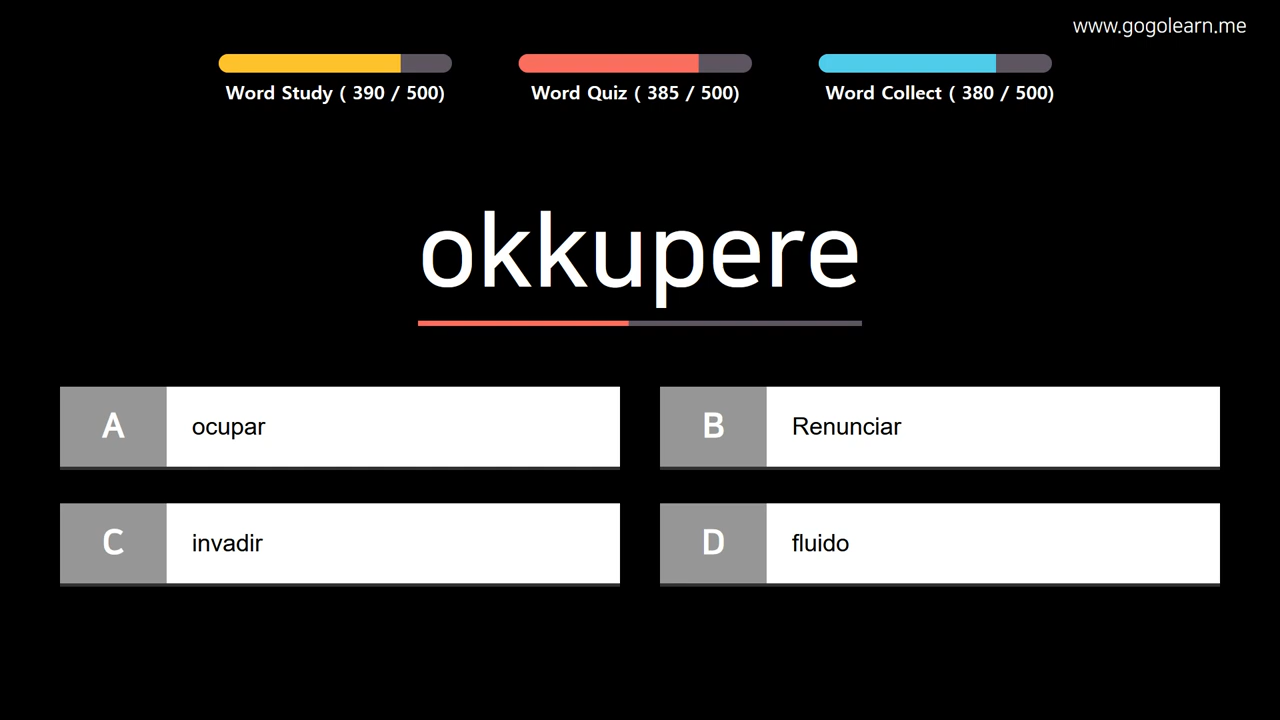 www.gogolearn.me
Word Study ( 390 / 500)
Word Quiz ( 385 / 500)
Word Collect ( 380 / 500)
okkupere
A
ocupar
B
Renunciar
C
invadir
D
fluido